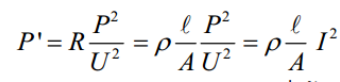 P' = R P²/U² = ρ ℓ/A P²/U² = ρ ℓ/A I²